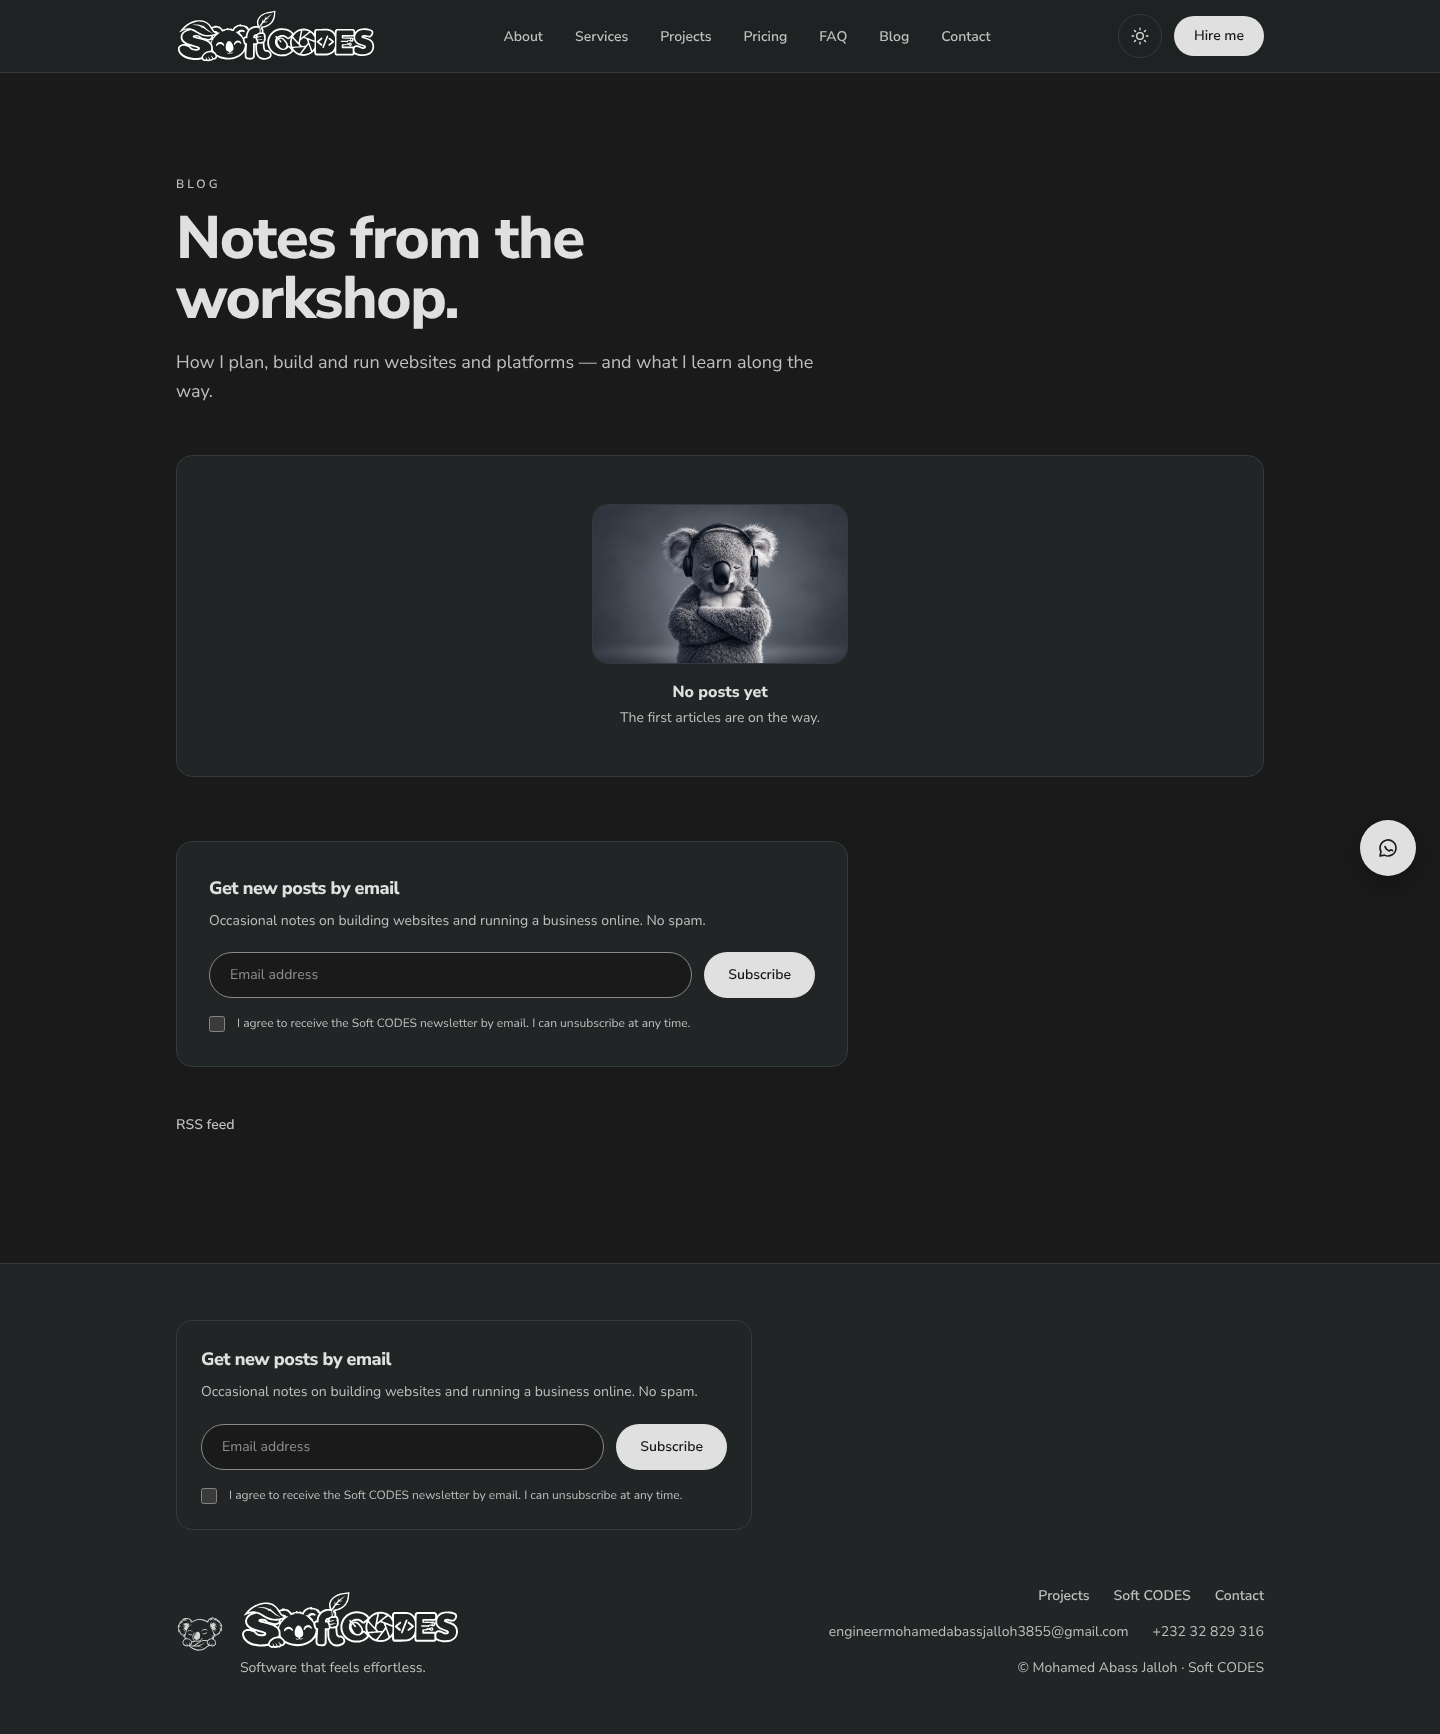 Soft CODES
About
Services
Projects
Pricing
FAQ
Blog
Contact
Hire me
BLOG
Notes from the
workshop.
How I plan, build and run websites and platforms — and what I learn along the
way.
No posts yet
The first articles are on the way.
Get new posts by email
Occasional notes on building websites and running a business online. No spam.
Email address
Subscribe
I agree to receive the Soft CODES newsletter by email. I can unsubscribe at any time.
RSS feed
Get new posts by email
Occasional notes on building websites and running a business online. No spam.
Email address
Subscribe
I agree to receive the Soft CODES newsletter by email. I can unsubscribe at any time.
Soft CODES
Software that feels effortless.
Projects
Soft CODES
Contact
engineermohamedabassjalloh3855@gmail.com
+232 32 829 316
© Mohamed Abass Jalloh · Soft CODES